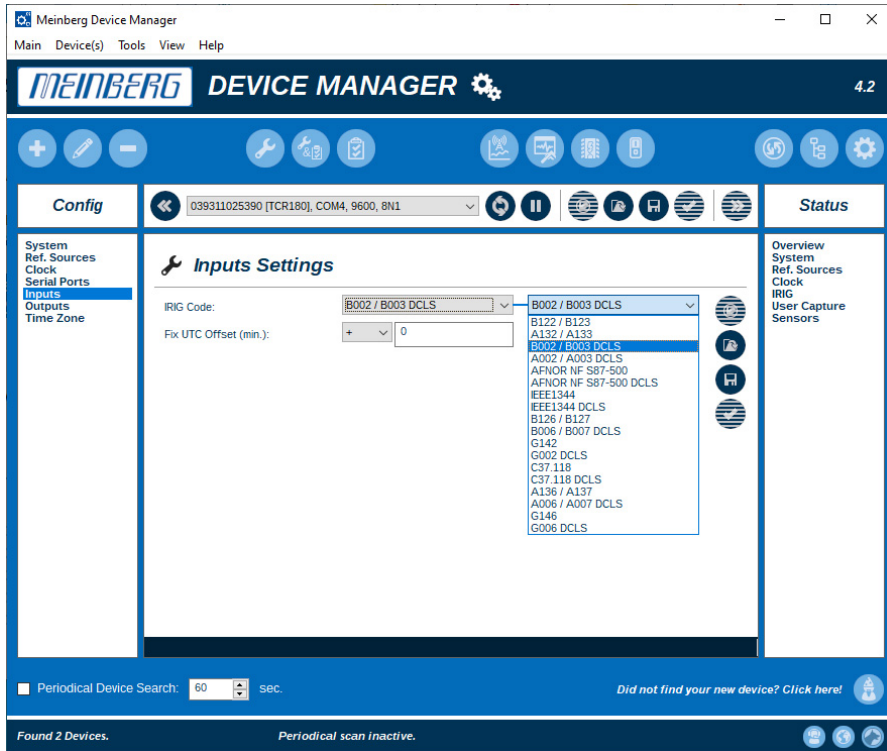 Meinberg Device Manager
Main Device(s) Tools View Help
MEINBERG DEVICE MANAGER 4.2
Config
039311025390 [TCR180], COM4, 9600, 8N1
Status
System
Ref. Sources
Clock
Serial Ports
Inputs
Outputs
Time Zone
Inputs Settings
IRIG Code: B002 / B003 DCLS B002 / B003 DCLS
Fix UTC Offset (min.): + 0
B122 / B123
A132 / A133
B002 / B003 DCLS
A002 / A003 DCLS
AFNOR NF S87-500
AFNOR NF S87-500 DCLS
IEEE1344
IEEE1344 DCLS
B126 / B127
B006 / B007 DCLS
G142
G002 DCLS
C37.118
C37.118 DCLS
A136 / A137
A006 / A007 DCLS
G146
G006 DCLS
Overview
System
Ref. Sources
Clock
IRIG
User Capture
Sensors
Periodical Device Search: 60 sec.
Did not find your new device? Click here!
Found 2 Devices. Periodical scan inactive.